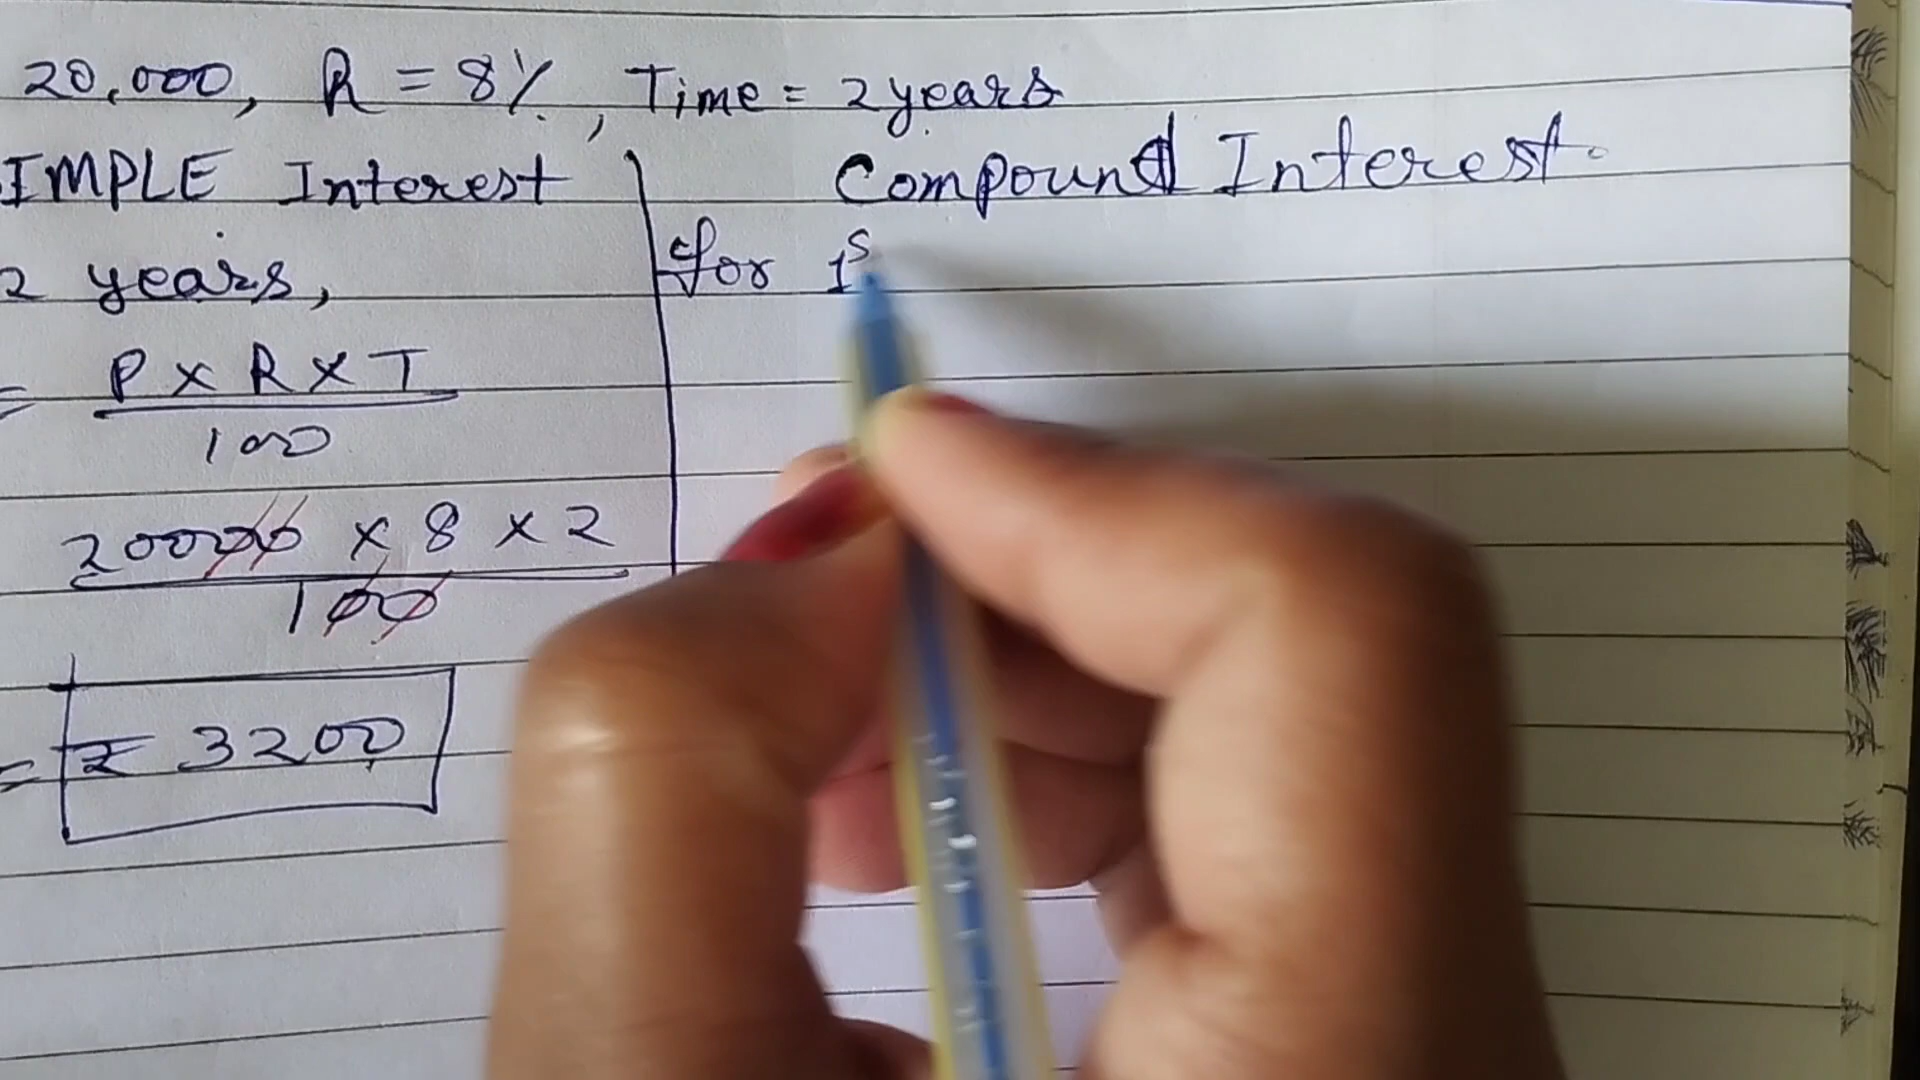 20,000, R = 8%, Time = 2 years
IMPLE Interest
2 years,
= P x R x T
100
20000 x 8 x 2
100
= ₹ 3200
Compound Interest.
for 1s